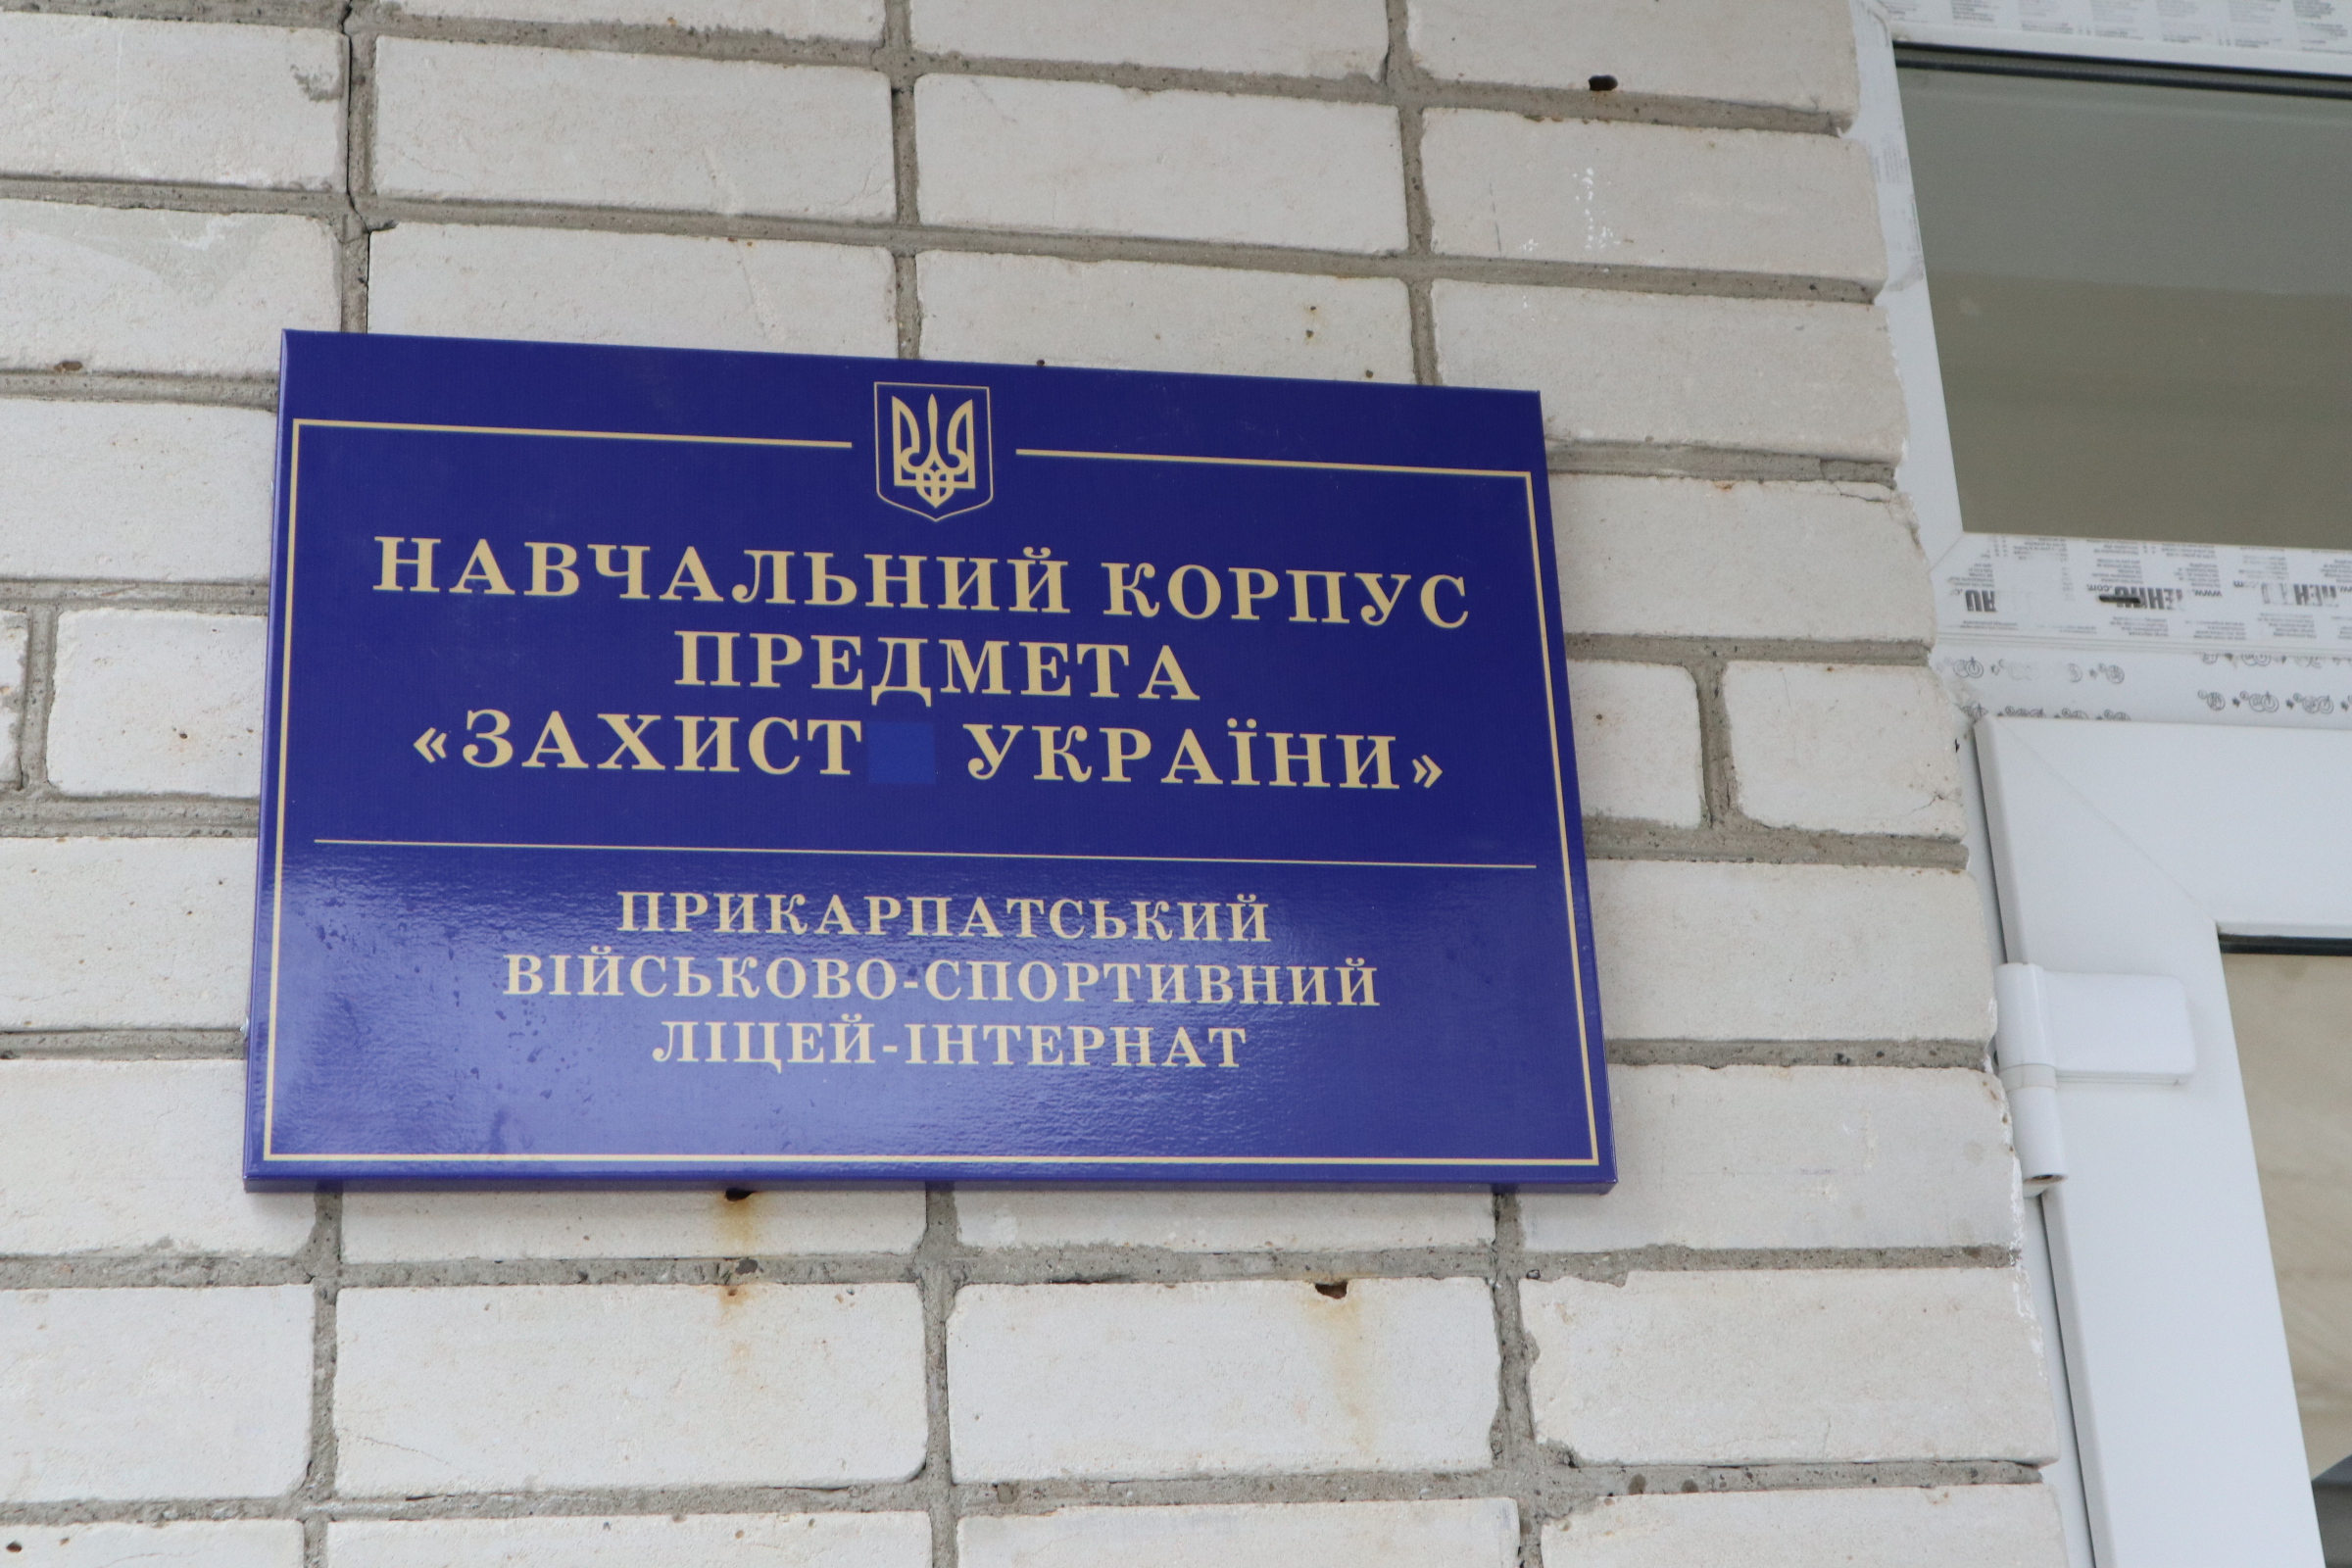 НАВЧАЛЬНИЙ КОРПУС
ПРЕДМЕТА
«ЗАХИСТ УКРАЇНИ»
ПРИКАРПАТСЬКИЙ
ВІЙСЬКОВО-СПОРТИВНИЙ
ЛІЦЕЙ-ІНТЕРНАТ